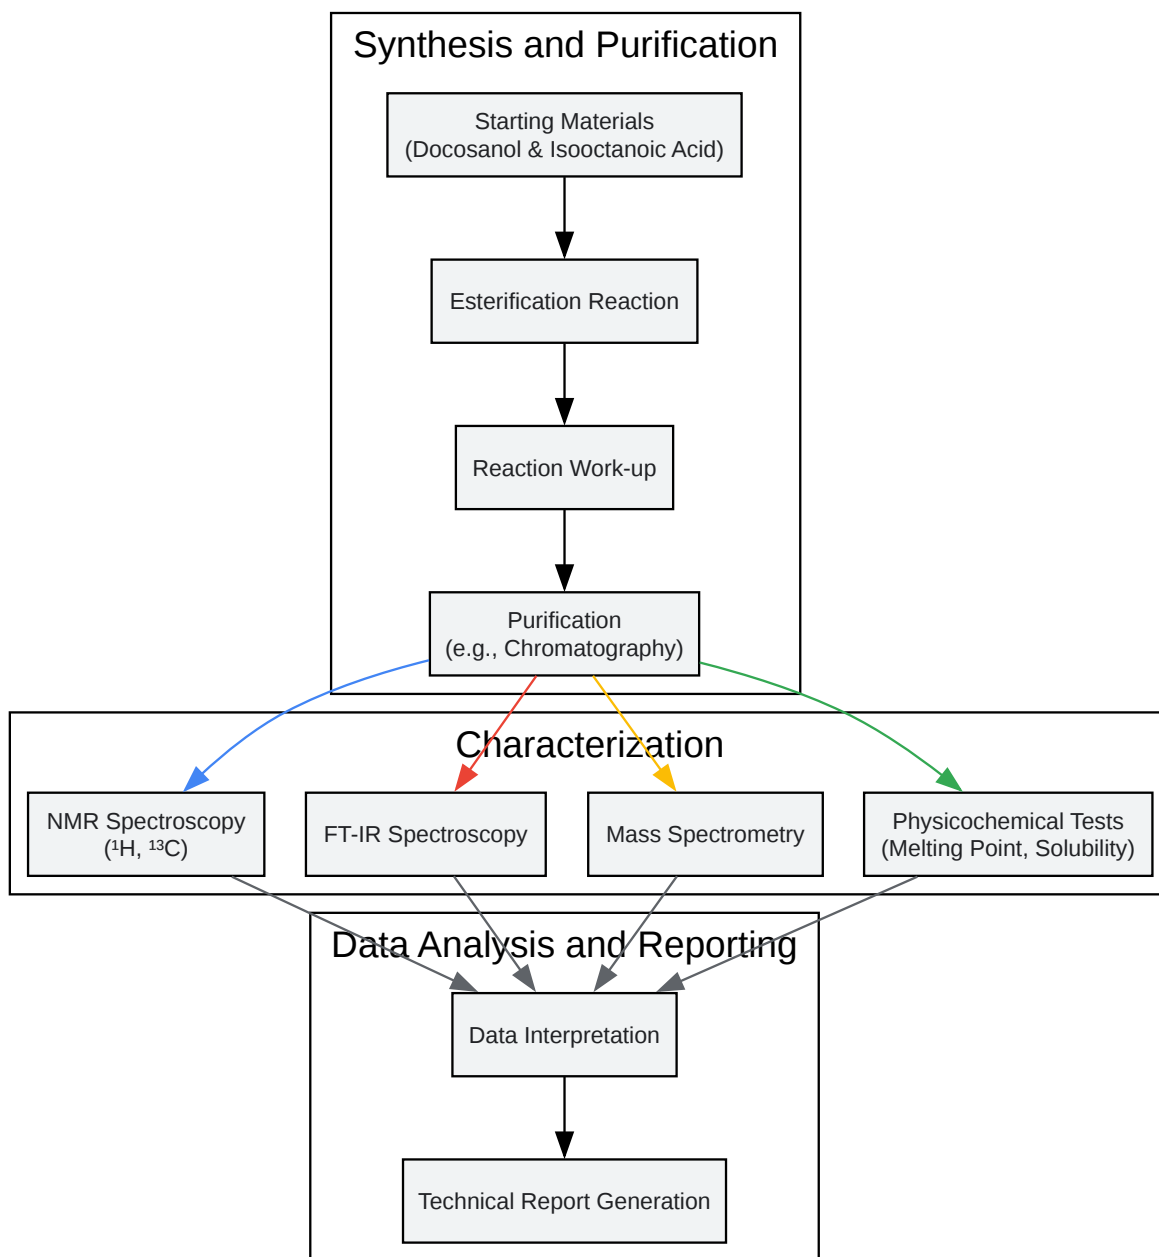 Synthesis and Purification
Starting Materials
(Docosanol & Isooctanoic Acid)
Esterification Reaction
Reaction Work-up
Purification
(e.g., Chromatography)
Characterization
NMR Spectroscopy
(¹H, ¹³C)
FT-IR Spectroscopy
Mass Spectrometry
Physicochemical Tests
(Melting Point, Solubility)
Data Analysis and Reporting
Data Interpretation
Technical Report Generation